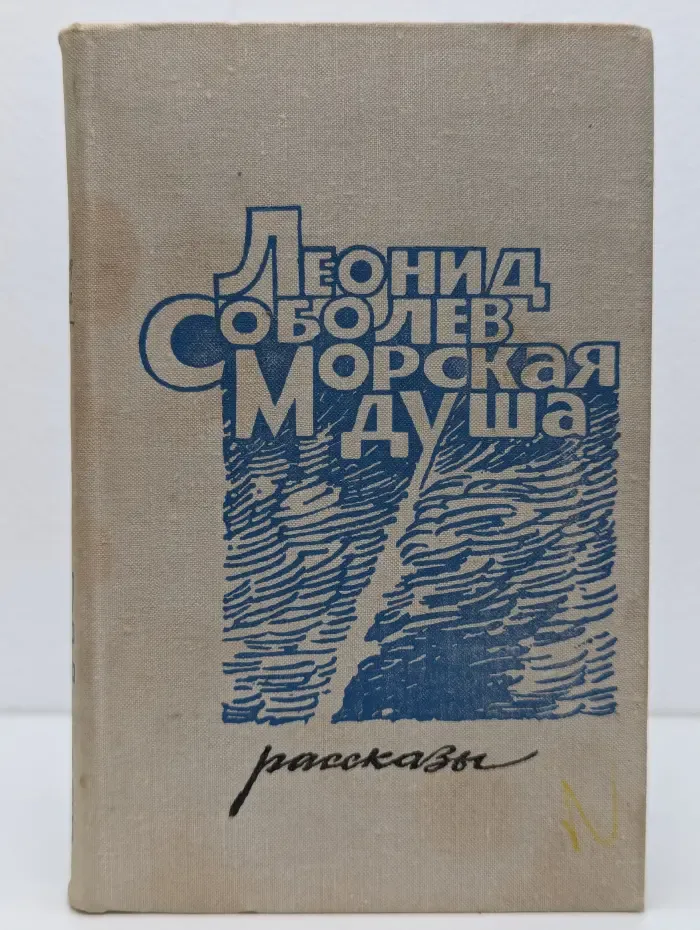 Леонид
Соболев
Морская
душа
рассказы